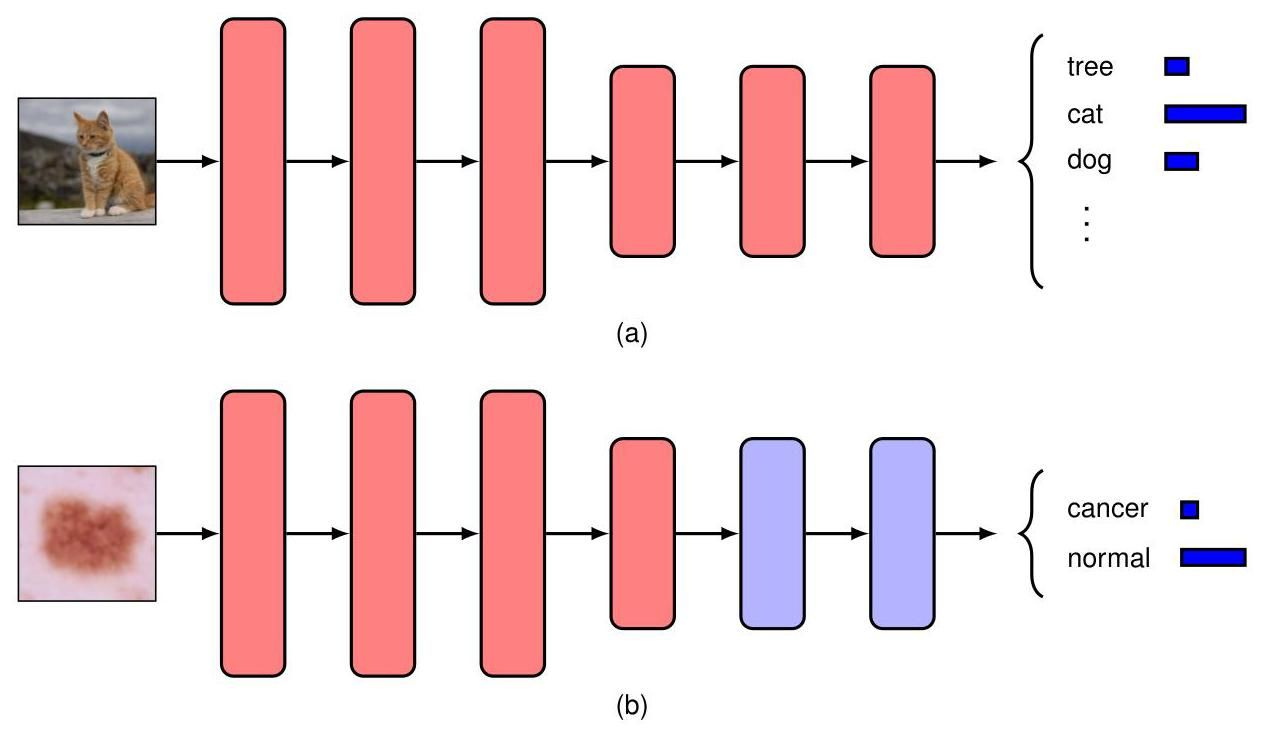 tree
cat
dog
⋮
(a)
cancer
normal
(b)